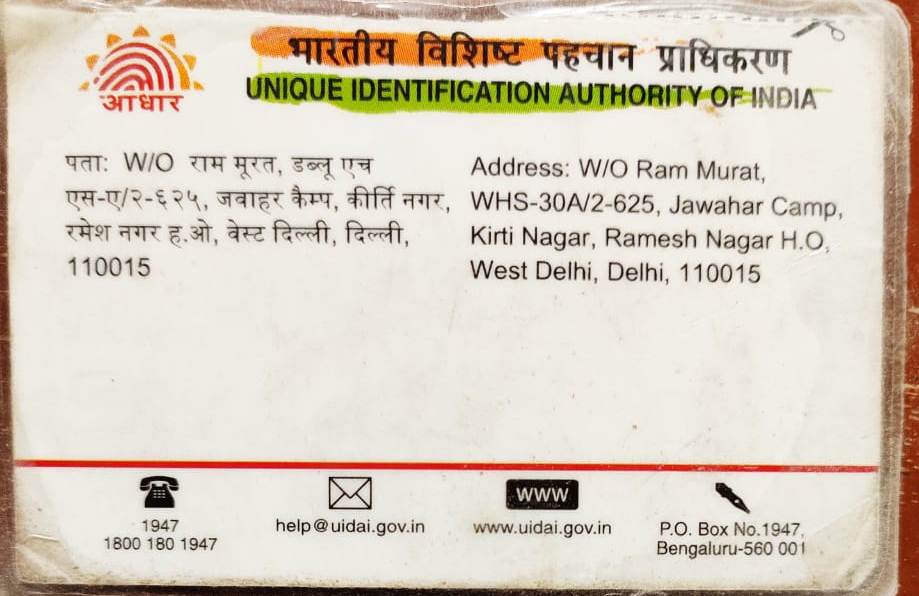 भारतीय विशिष्ट पहचान प्राधिकरण
UNIQUE IDENTIFICATION AUTHORITY OF INDIA
आधार
पता: W/O राम मूरत, डब्लू एच
एस-ए/२-६२५, जवाहर कैम्प, कीर्ति नगर,
रमेश नगर ह.ओ, वेस्ट दिल्ली, दिल्ली,
110015
Address: W/O Ram Murat,
WHS-30A/2-625, Jawahar Camp,
Kirti Nagar, Ramesh Nagar H.O,
West Delhi, Delhi, 110015
1947
1800 180 1947
help@uidai.gov.in
WWW
www.uidai.gov.in
P.O. Box No.1947,
Bengaluru-560 001